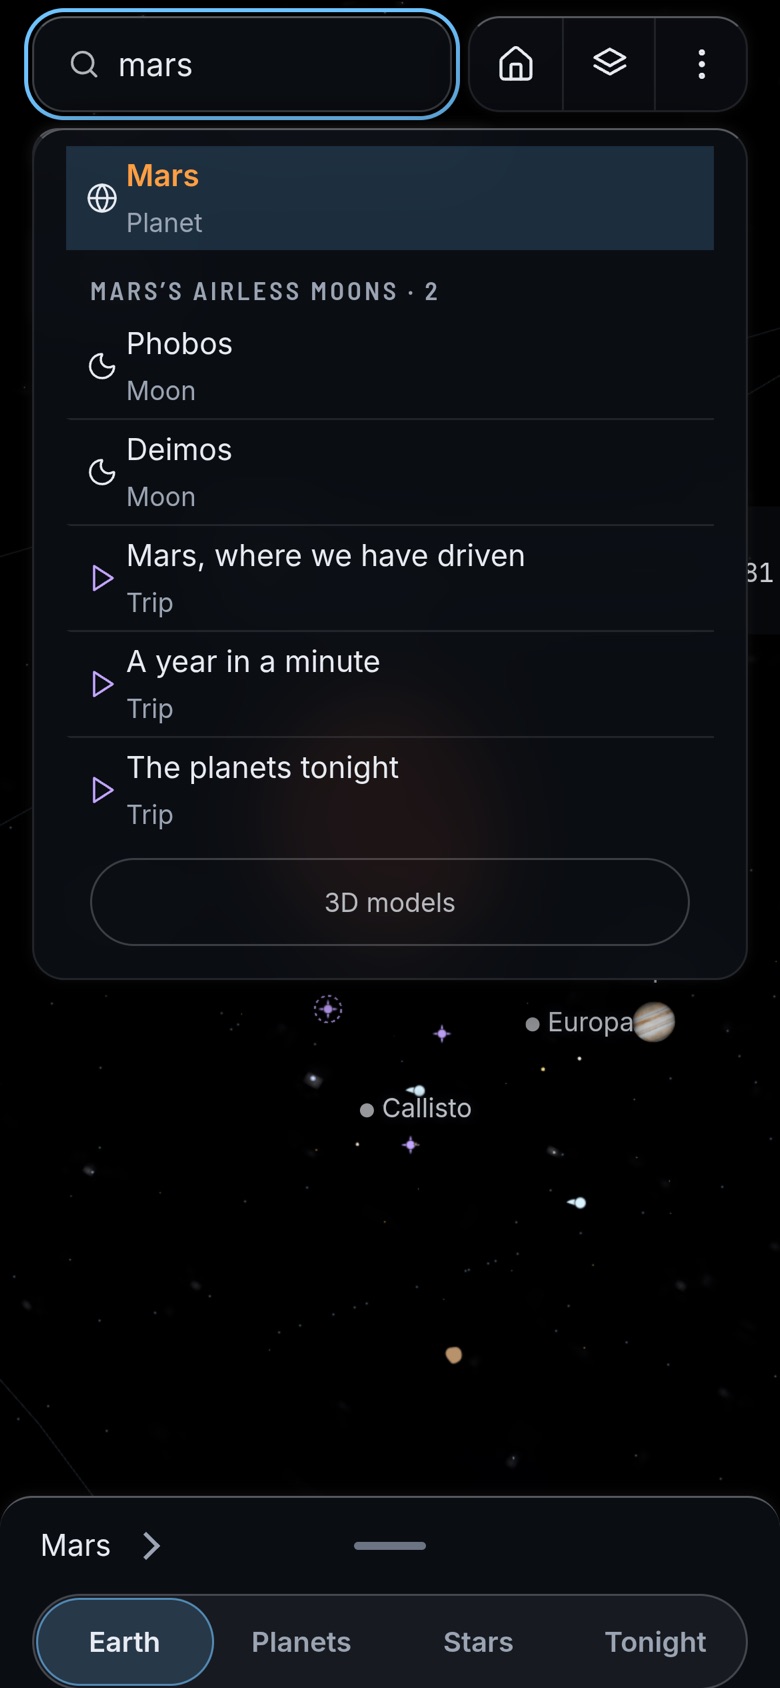 mars
Mars
Planet
MARS’S AIRLESS MOONS · 2
Phobos
Moon
Deimos
Moon
Mars, where we have driven
Trip
A year in a minute
Trip
The planets tonight
Trip
3D models
81
Europa
Callisto
Mars
Earth
Planets
Stars
Tonight